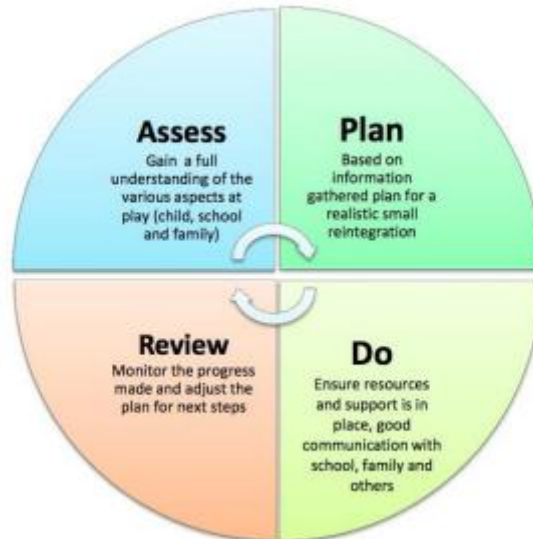 Assess
Gain a full
understanding of the
various aspects at
play (child, school
and family)
Plan
Based on
information
gathered plan for a
realistic small
reintegration
Review
Monitor the progress
made and adjust the
plan for next steps
Do
Ensure resources
and support is in
place, good
communication with
school, family and
others